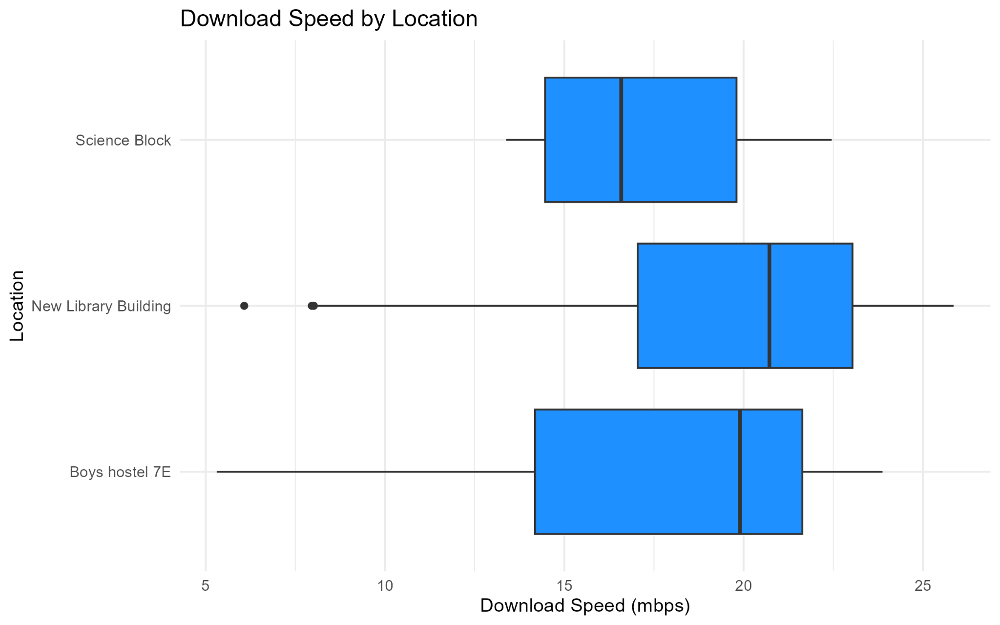 Download Speed by Location
Science Block
New Library Building
Boys hostel 7E
Location
5 10 15 20 25
Download Speed (mbps)